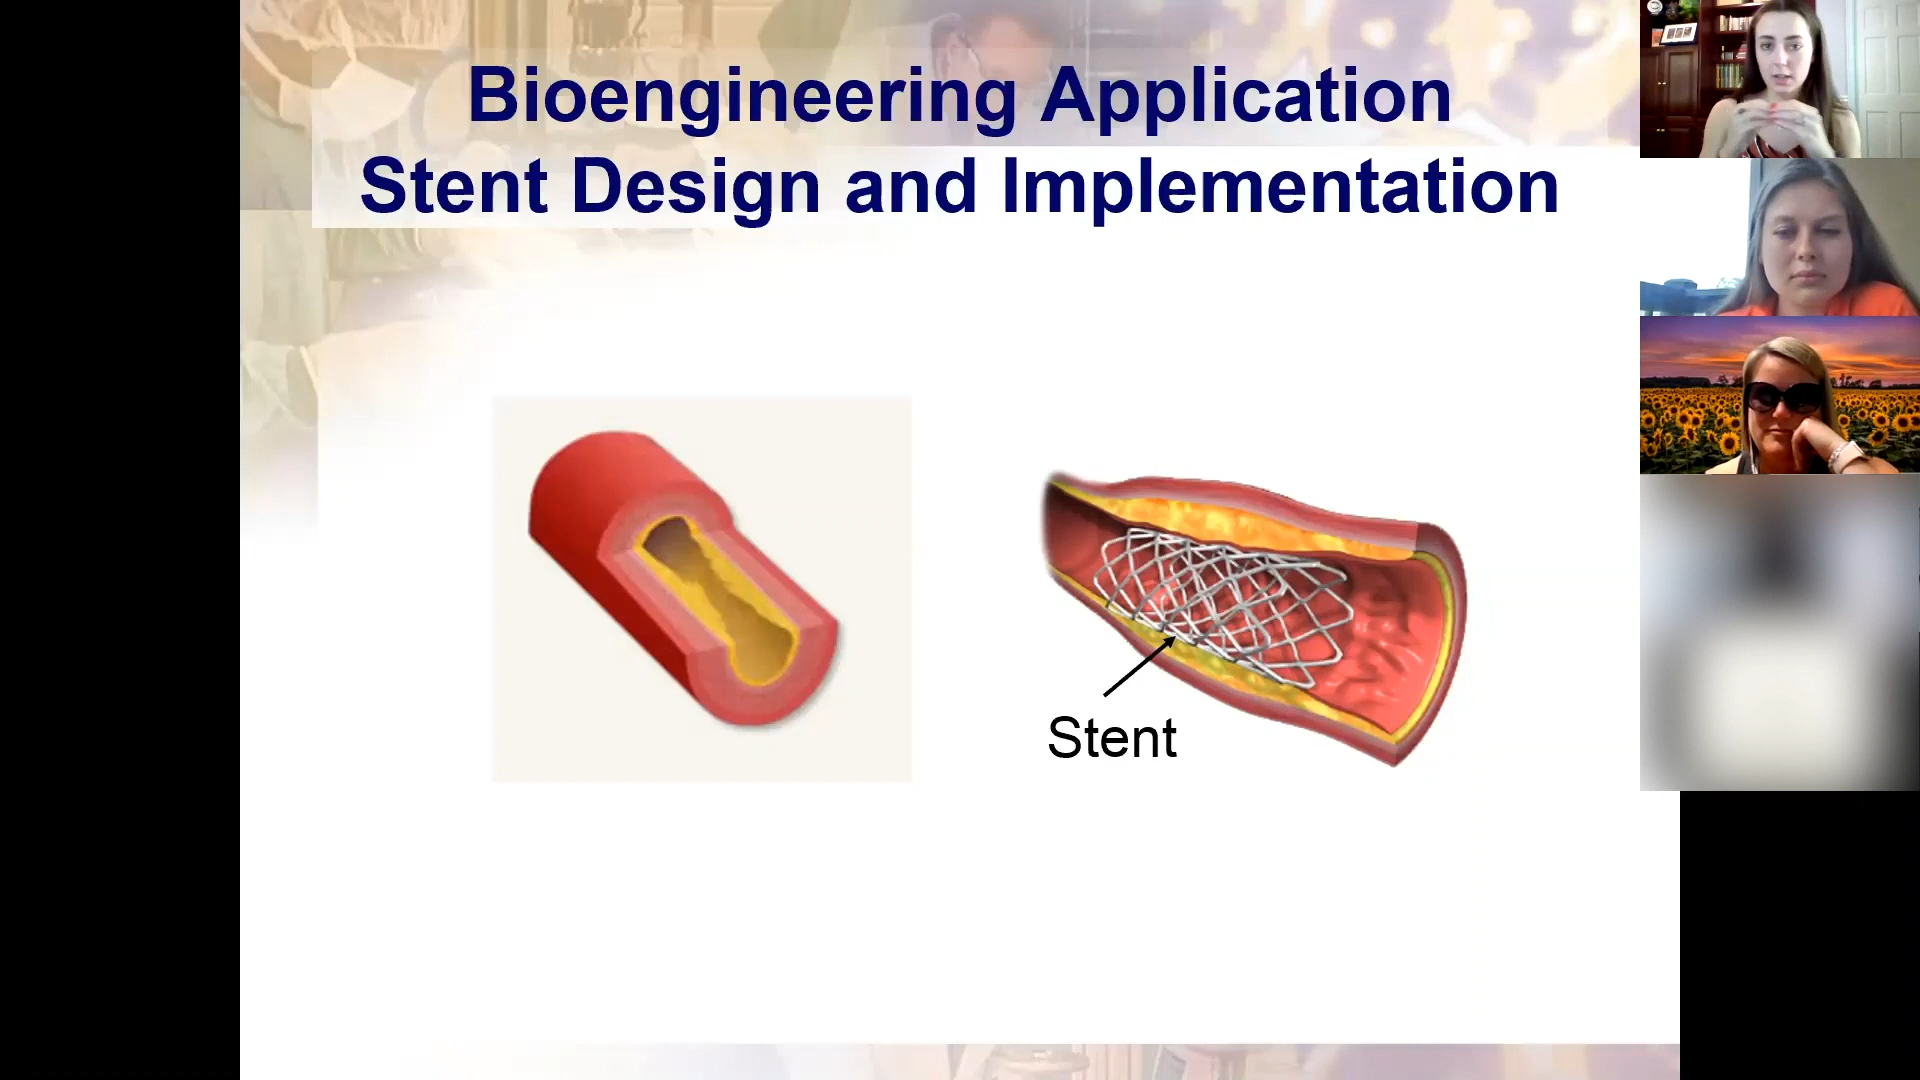 Bioengineering Application
Stent Design and Implementation
Stent